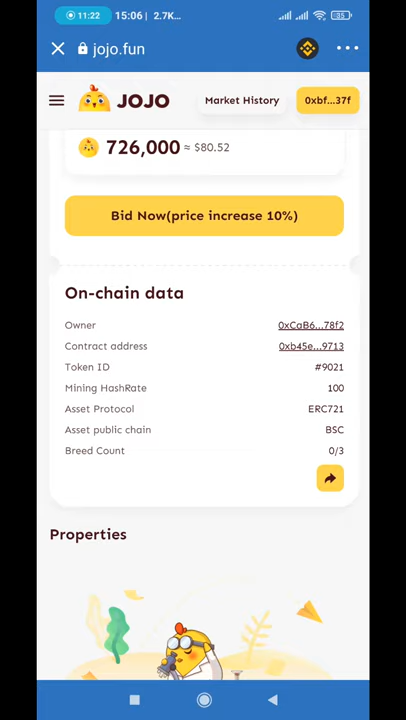 11:22 15:06 | 2.7K... 35
jojo.fun
JOJO Market History 0xbf...37f
726,000 ≈ $80.52
Bid Now(price increase 10%)
On-chain data
Owner 0xCaB6...78f2
Contract address 0xb45e...9713
Token ID #9021
Mining HashRate 100
Asset Protocol ERC721
Asset public chain BSC
Breed Count 0/3
Properties